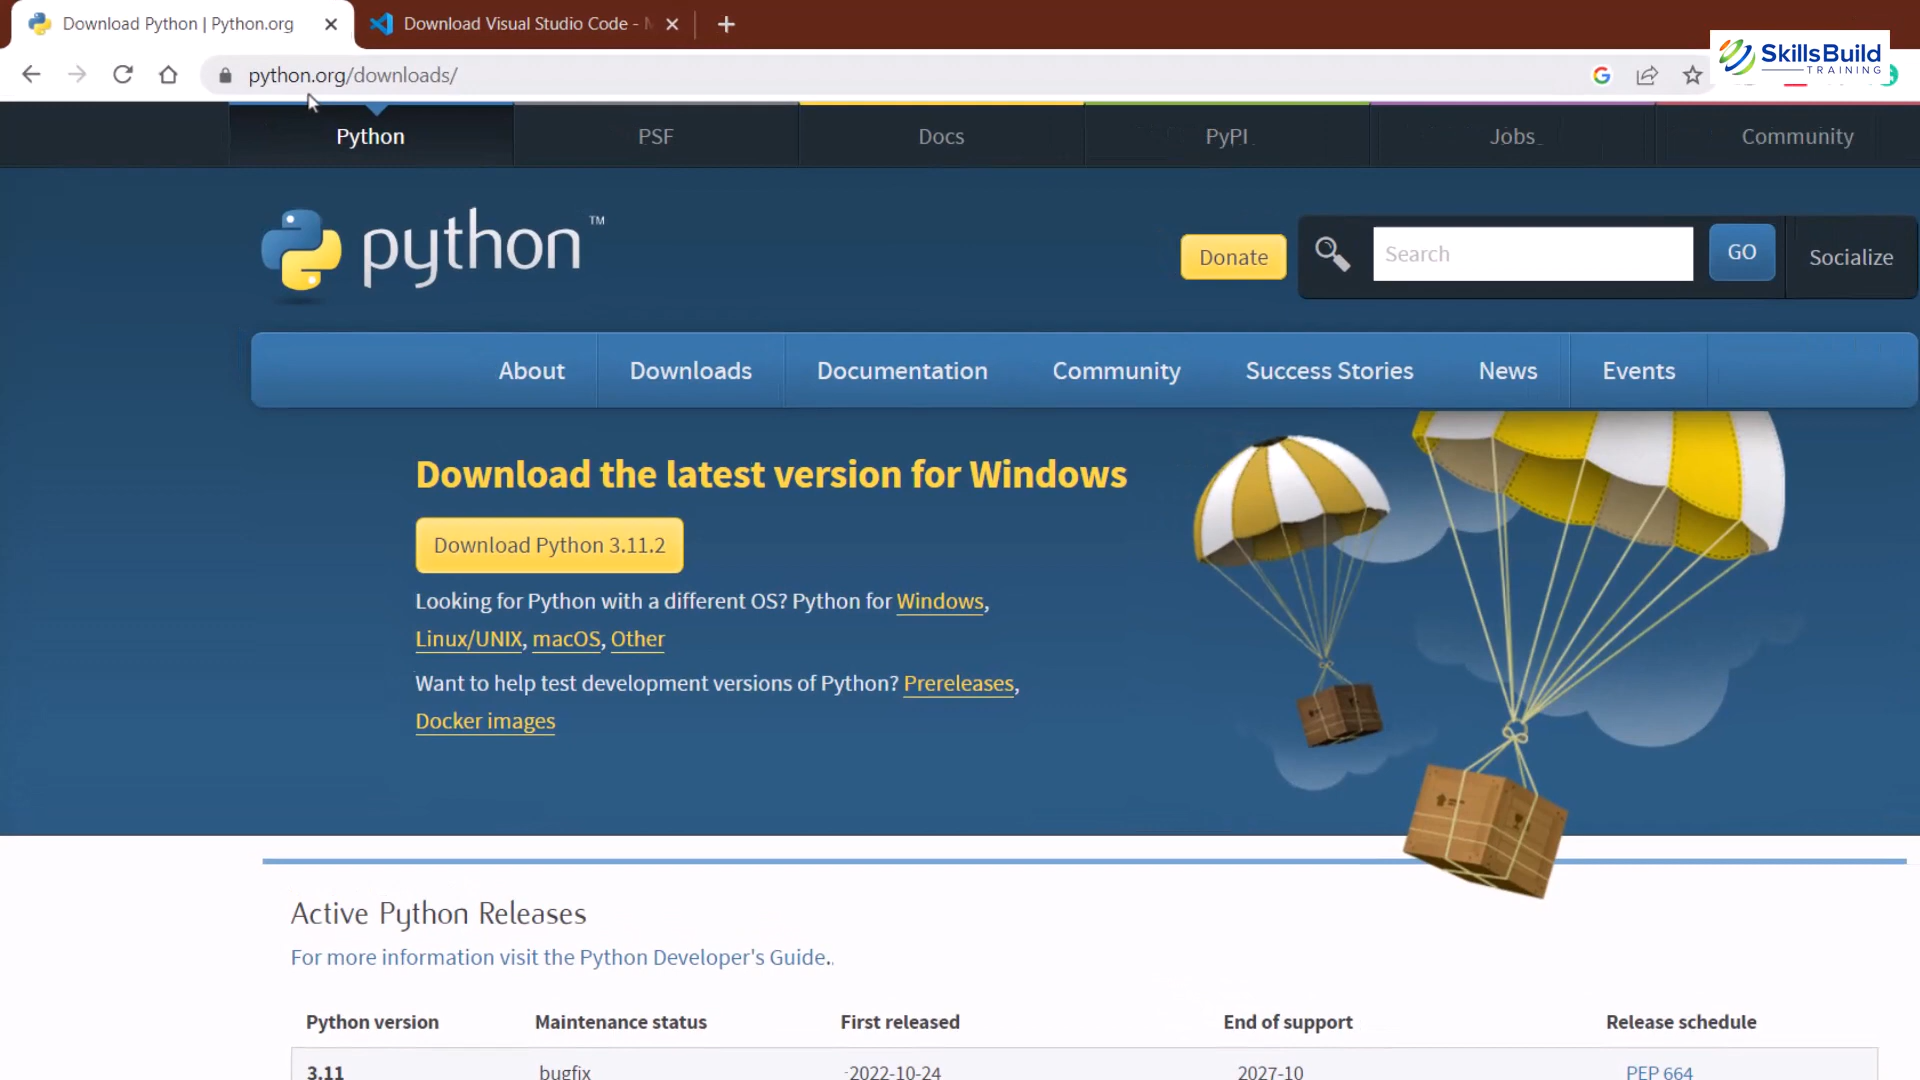 Download Python | Python.org
Download Visual Studio Code -
SkillsBuild
TRAINING
python.org/downloads/
Python PSF Docs PyPI Jobs Community
python™
Donate
Search
GO
Socialize
About Downloads Documentation Community Success Stories News Events
Download the latest version for Windows
Download Python 3.11.2
Looking for Python with a different OS? Python for Windows,
Linux/UNIX, macOS, Other
Want to help test development versions of Python? Prereleases,
Docker images
Active Python Releases
For more information visit the Python Developer's Guide.
Python version Maintenance status First released End of support Release schedule
3.11 bugfix 2022-10-24 2027-10 PEP 664